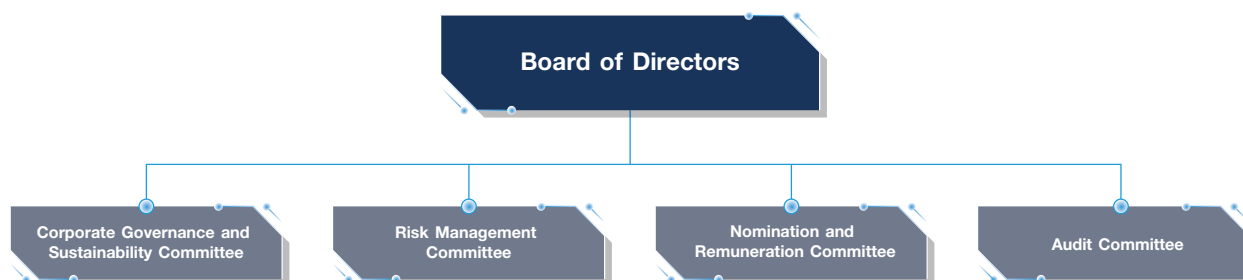 Board of Directors
Corporate Governance and
Sustainability Committee
Risk Management
Committee
Nomination and
Remuneration Committee
Audit Committee